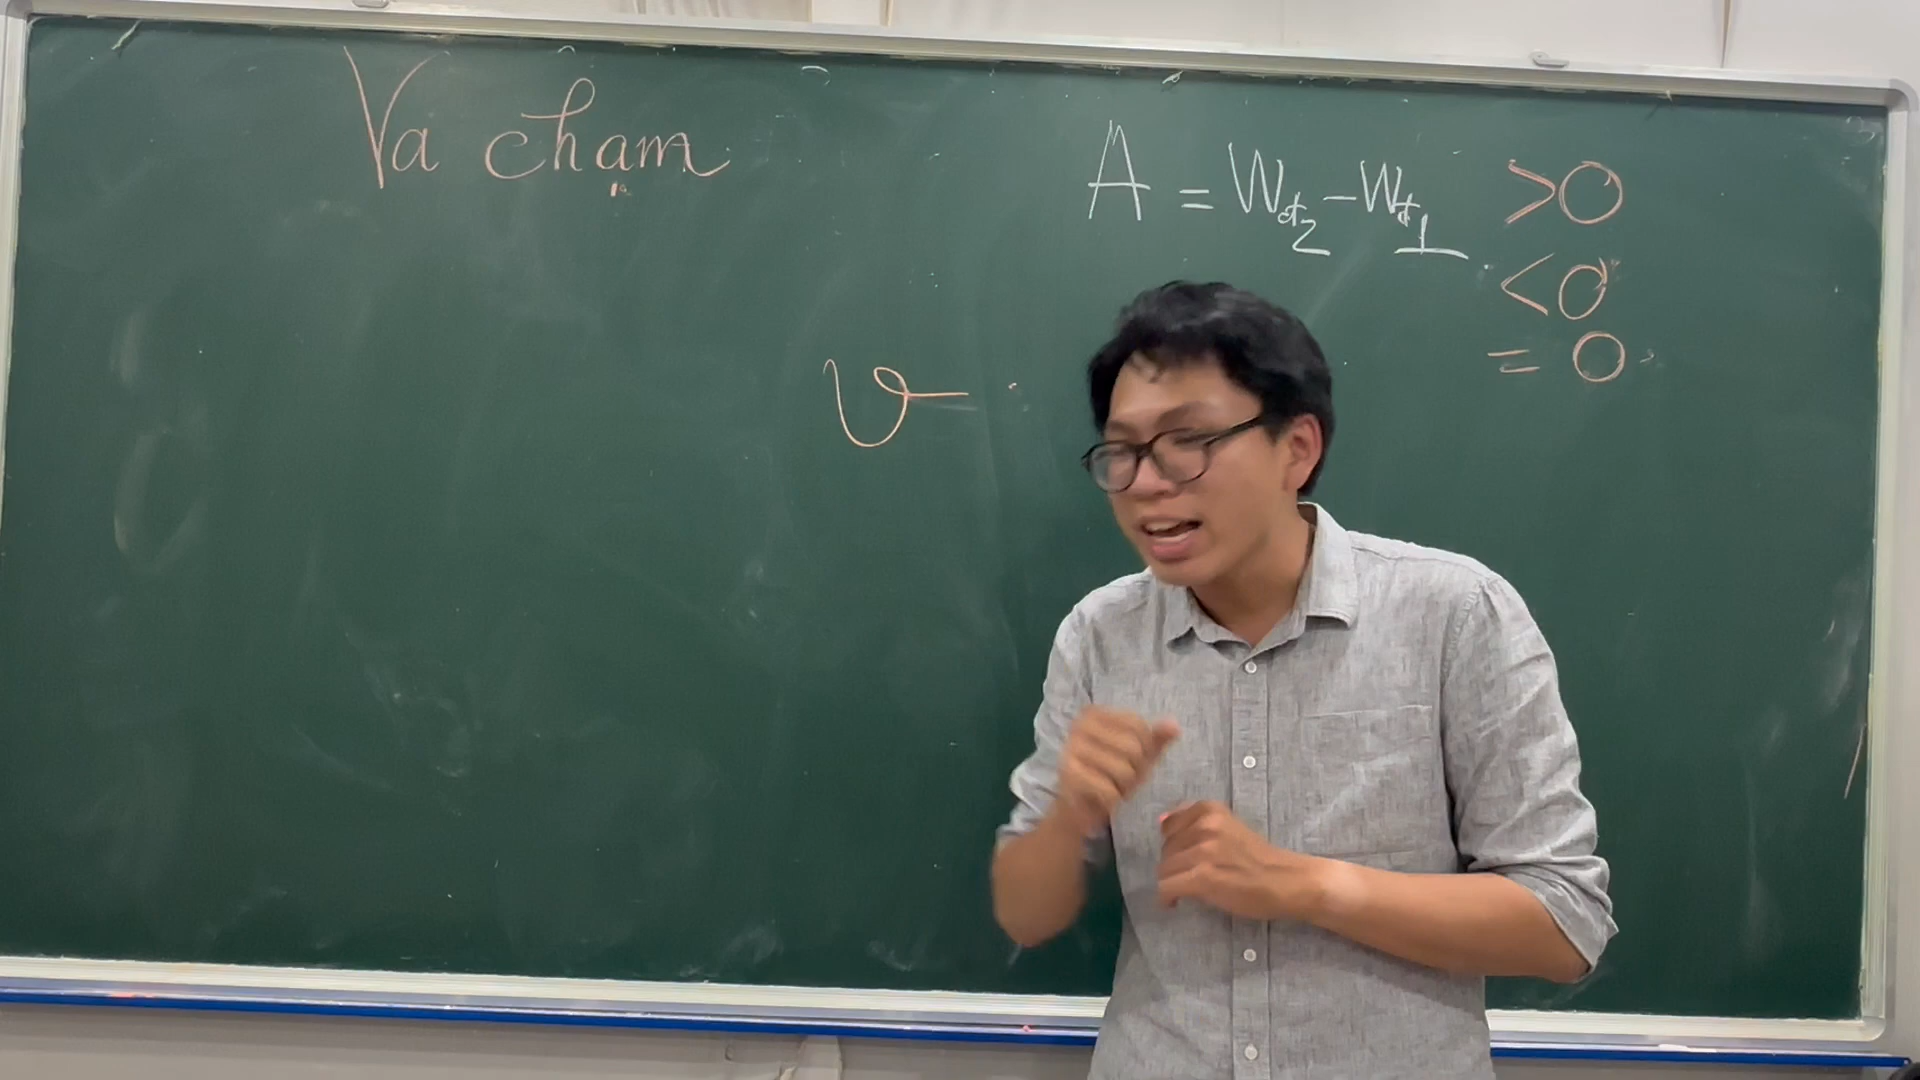 Va chạm
A = Wđ₂ - Wđ₁ >0
<0
= 0
v